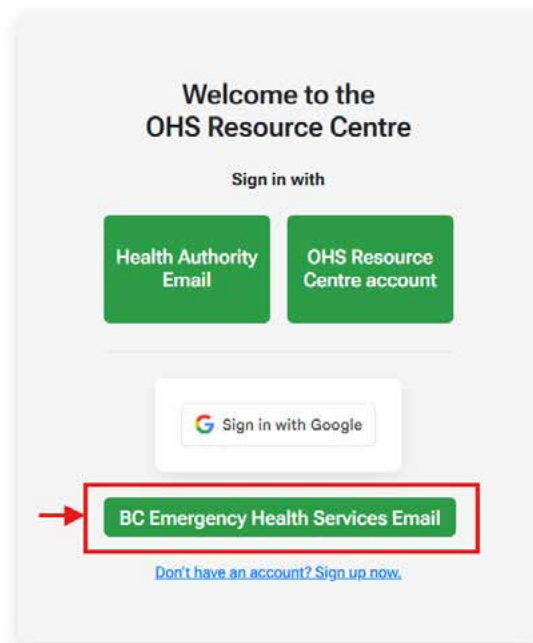 Welcome to the
OHS Resource Centre
Sign in with
Health Authority
Email
OHS Resource
Centre account
Sign in with Google
BC Emergency Health Services Email
Don't have an account? Sign up now.